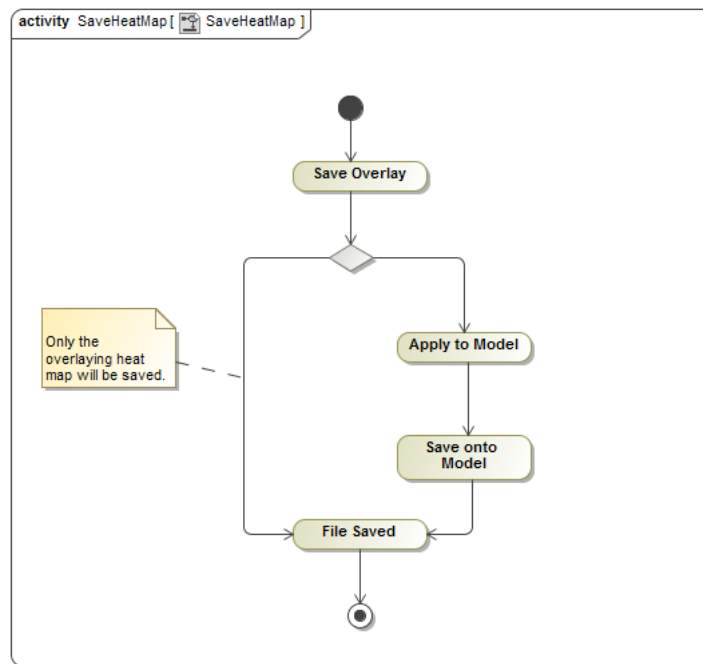 activity SaveHeatMap [ SaveHeatMap ]
Save Overlay
Only the
overlaying heat
map will be saved.
Apply to Model
Save onto
Model
File Saved